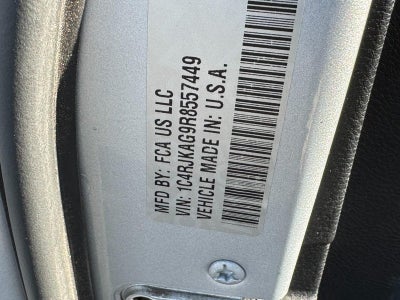 MFD BY: FCA US LLC
VIN: 1C4RJKAG9R8557449
VEHICLE MADE IN: U.S.A.